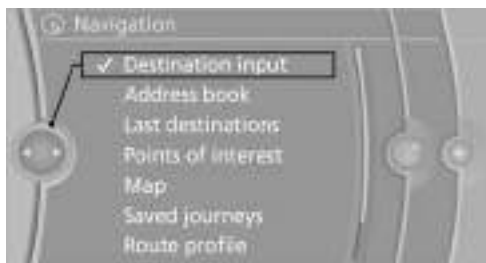 Navigation
Destination input
Address book
Last destinations
Points of interest
Map
Saved journeys
Route profile